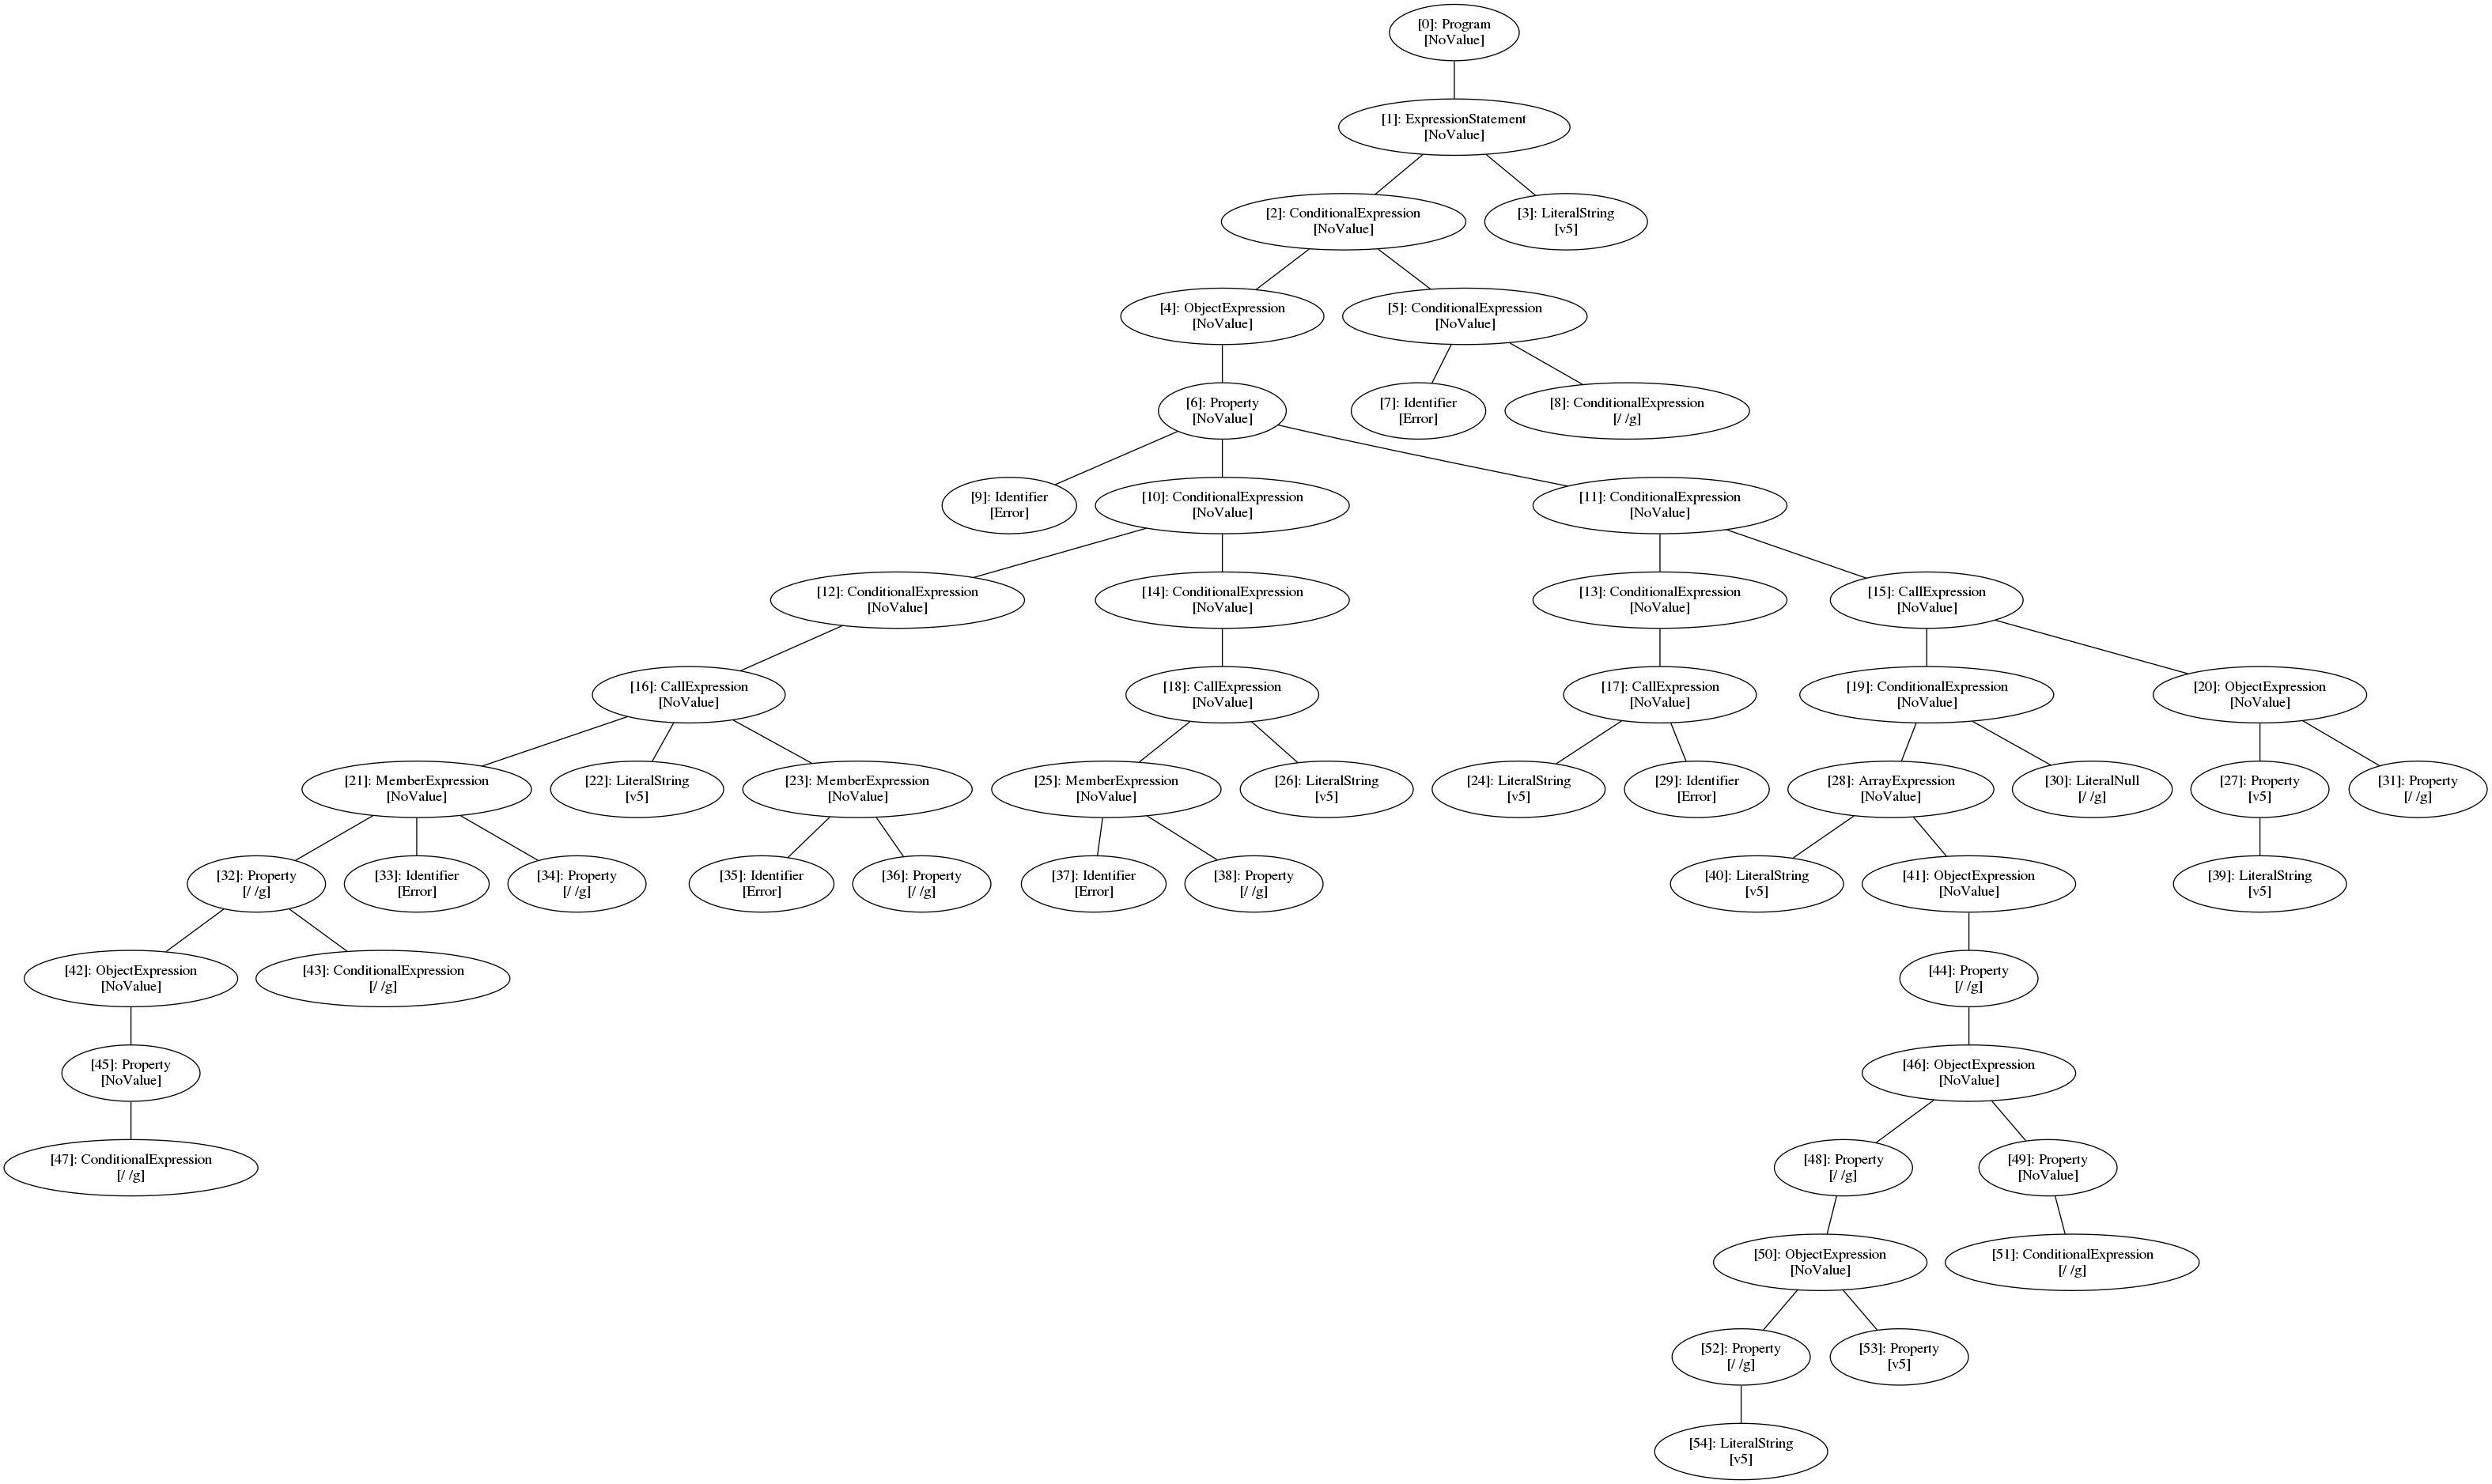 [0]: Program
[NoValue]
[1]: ExpressionStatement
[NoValue]
[2]: ConditionalExpression
[NoValue]
[3]: LiteralString
[v5]
[4]: ObjectExpression
[NoValue]
[5]: ConditionalExpression
[NoValue]
[6]: Property
[NoValue]
[7]: Identifier
[Error]
[8]: ConditionalExpression
[/ /g]
[9]: Identifier
[Error]
[10]: ConditionalExpression
[NoValue]
[11]: ConditionalExpression
[NoValue]
[12]: ConditionalExpression
[NoValue]
[14]: ConditionalExpression
[NoValue]
[13]: ConditionalExpression
[NoValue]
[15]: CallExpression
[NoValue]
[16]: CallExpression
[NoValue]
[18]: CallExpression
[NoValue]
[17]: CallExpression
[NoValue]
[19]: ConditionalExpression
[NoValue]
[20]: ObjectExpression
[NoValue]
[21]: MemberExpression
[NoValue]
[22]: LiteralString
[v5]
[23]: MemberExpression
[NoValue]
[25]: MemberExpression
[NoValue]
[26]: LiteralString
[v5]
[24]: LiteralString
[v5]
[29]: Identifier
[Error]
[28]: ArrayExpression
[NoValue]
[30]: LiteralNull
[/ /g]
[27]: Property
[v5]
[31]: Property
[/ /g]
[32]: Property
[/ /g]
[33]: Identifier
[Error]
[34]: Property
[/ /g]
[35]: Identifier
[Error]
[36]: Property
[/ /g]
[37]: Identifier
[Error]
[38]: Property
[/ /g]
[40]: LiteralString
[v5]
[41]: ObjectExpression
[NoValue]
[39]: LiteralString
[v5]
[42]: ObjectExpression
[NoValue]
[43]: ConditionalExpression
[/ /g]
[44]: Property
[/ /g]
[45]: Property
[NoValue]
[46]: ObjectExpression
[NoValue]
[47]: ConditionalExpression
[/ /g]
[48]: Property
[/ /g]
[49]: Property
[NoValue]
[50]: ObjectExpression
[NoValue]
[51]: ConditionalExpression
[/ /g]
[52]: Property
[/ /g]
[53]: Property
[v5]
[54]: LiteralString
[v5]